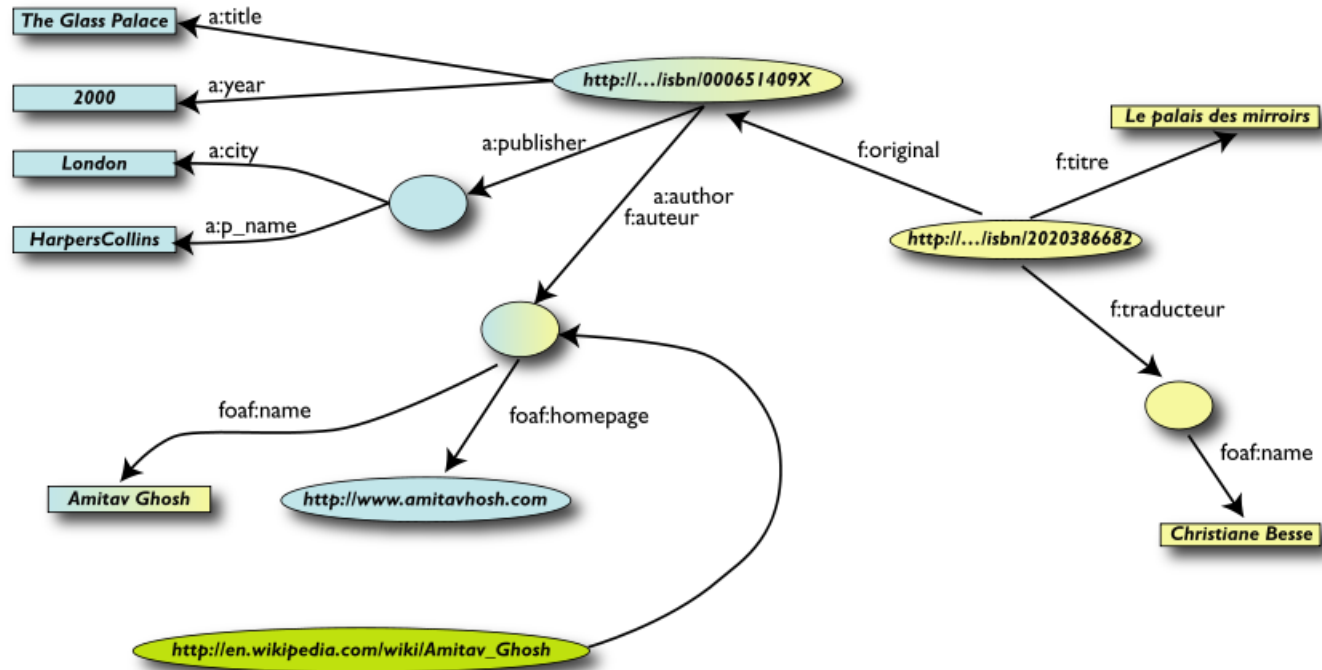 The Glass Palace
a:title
http://.../isbn/000651409X
2000
a:year
Le palais des mirroirs
a:publisher
f:original
f:titre
London
a:city
a:author
f:auteur
HarpersCollins
a:p_name
http://.../isbn/2020386682
f:traducteur
foaf:name
foaf:homepage
foaf:name
Amitav Ghosh
http://www.amitavhosh.com
Christiane Besse
http://en.wikipedia.com/wiki/Amitav_Ghosh